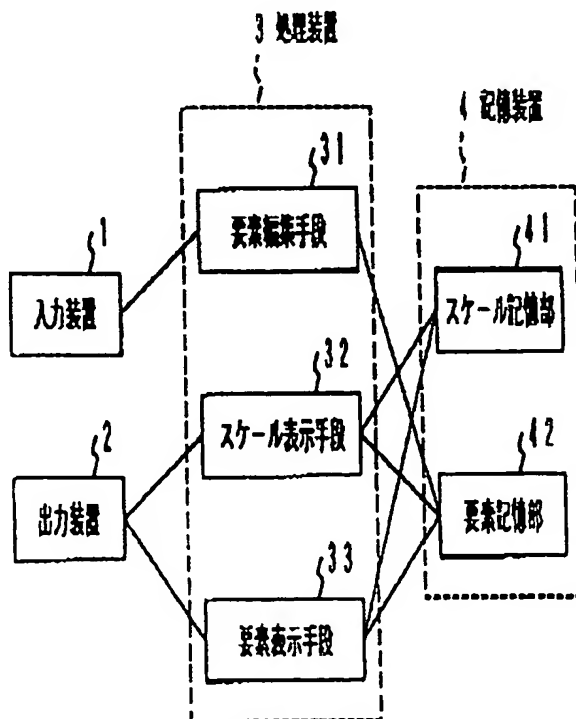 3 処理装置
4 記憶装置
31
要素編集手段
1
入力装置
41
スケール記憶部
32
スケール表示手段
2
出力装置
42
要素記憶部
33
要素表示手段